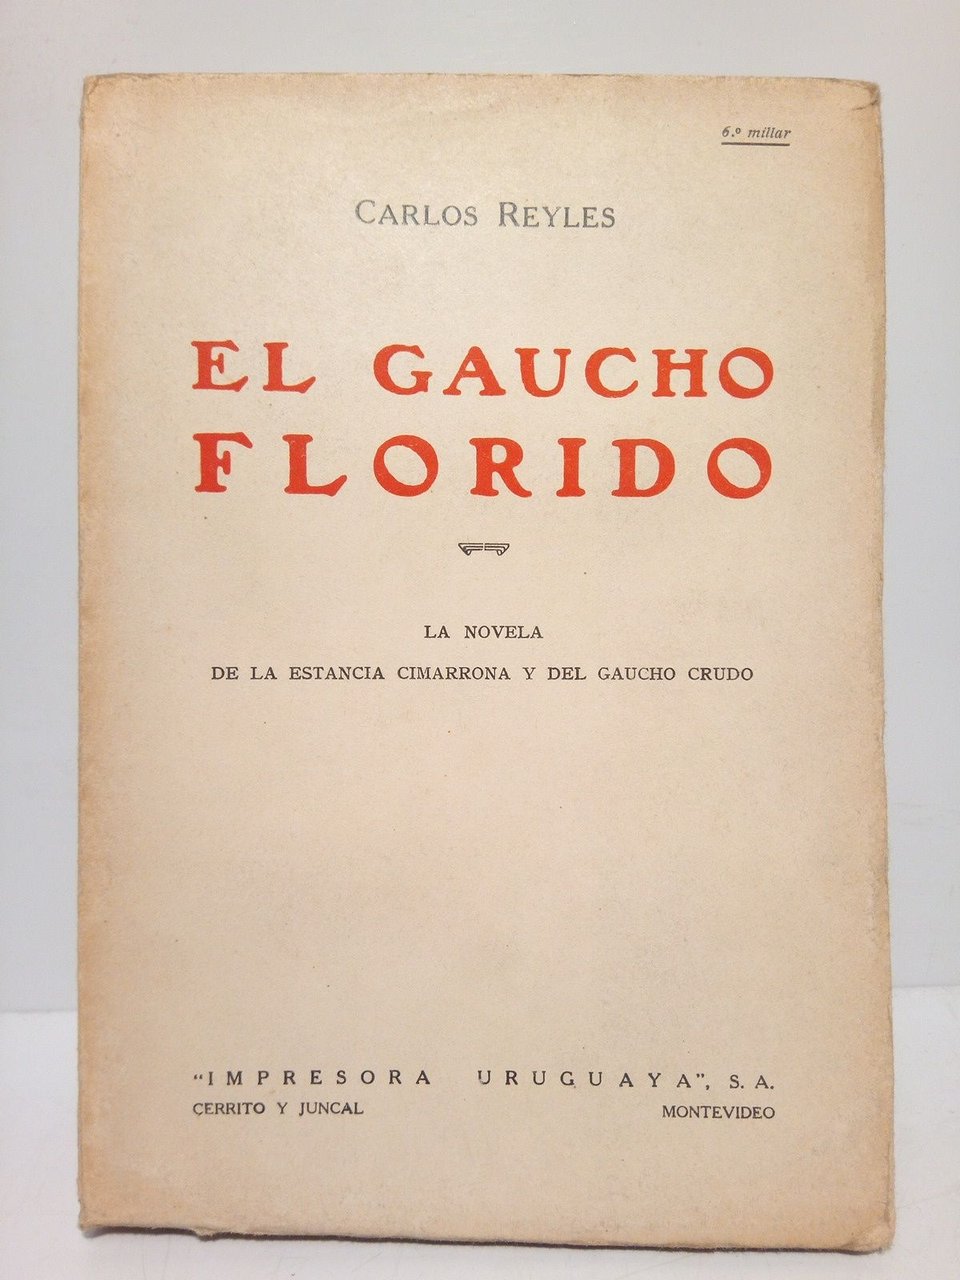 6.º millar
CARLOS REYLES
EL GAUCHO
FLORIDO
LA NOVELA
DE LA ESTANCIA CIMARRONA Y DEL GAUCHO CRUDO
"IMPRESORA URUGUAYA", S. A.
CERRITO Y JUNCAL MONTEVIDEO